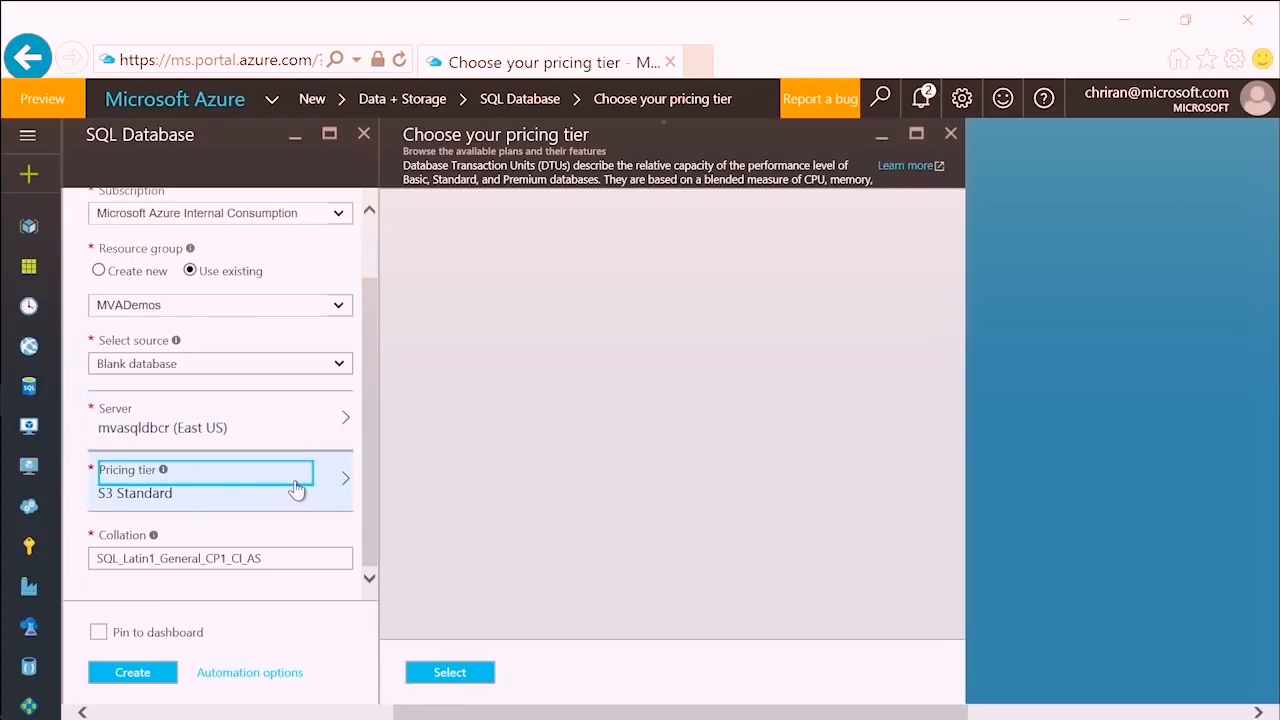 https://ms.portal.azure.com/
Choose your pricing tier - M...
Preview
Microsoft Azure
New
Data + Storage
SQL Database
Choose your pricing tier
Report a bug
2
chriran@microsoft.com
MICROSOFT
SQL Database
Choose your pricing tier
Browse the available plans and their features
Database Transaction Units (DTUs) describe the relative capacity of the performance level of
Basic, Standard, and Premium databases. They are based on a blended measure of CPU, memory,
Learn more
* Subscription
Microsoft Azure Internal Consumption
* Resource group
Create new
Use existing
MVADemos
* Select source
Blank database
* Server
mvasqldbcr (East US)
* Pricing tier
S3 Standard
* Collation
SQL_Latin1_General_CP1_CI_AS
Pin to dashboard
Create
Automation options
Select
SQL